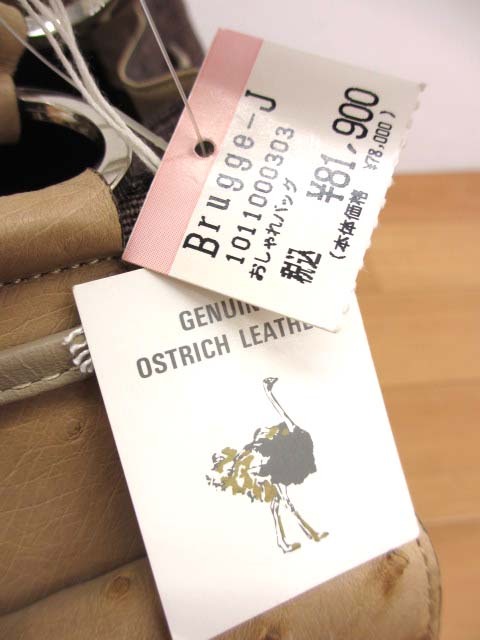 Brugge-J
10110000303
おしゃれバッグ
税込 ¥81,900
(本体価格 ¥78,000)
OSTRICH